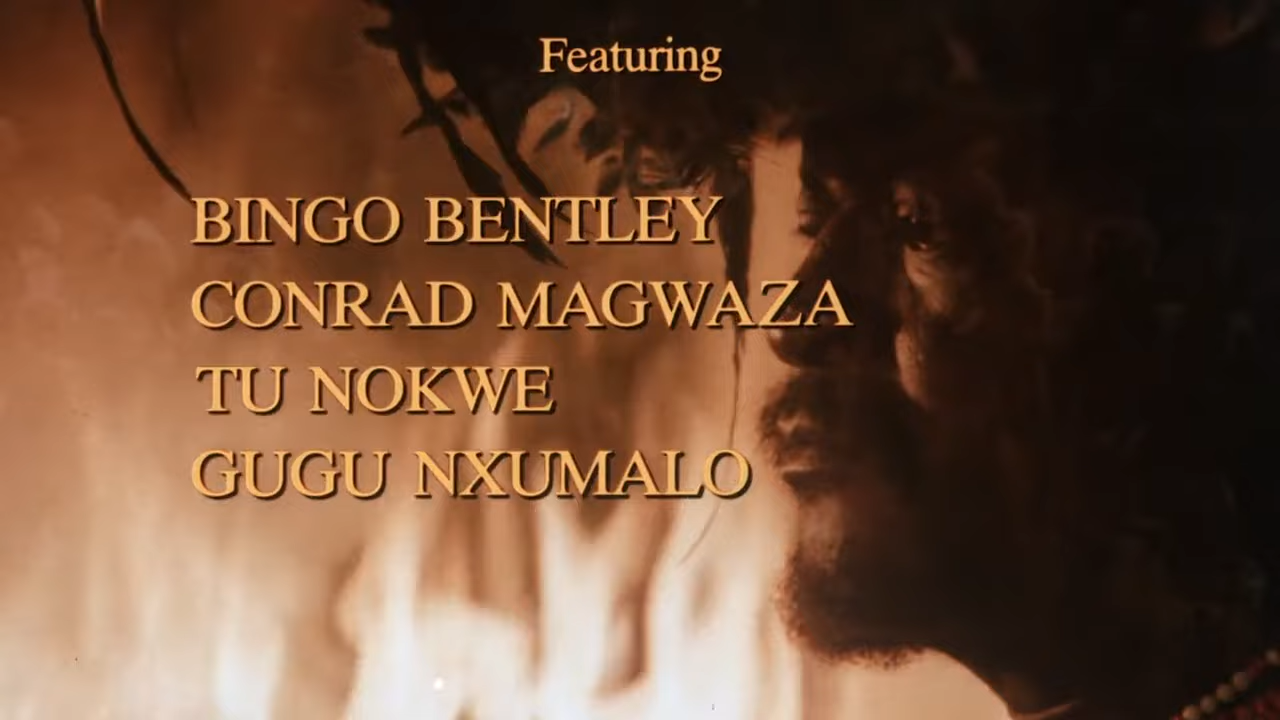 Featuring
BINGO BENTLEY
CONRAD MAGWAZA
TU NOKWE
GUGU NXUMALO